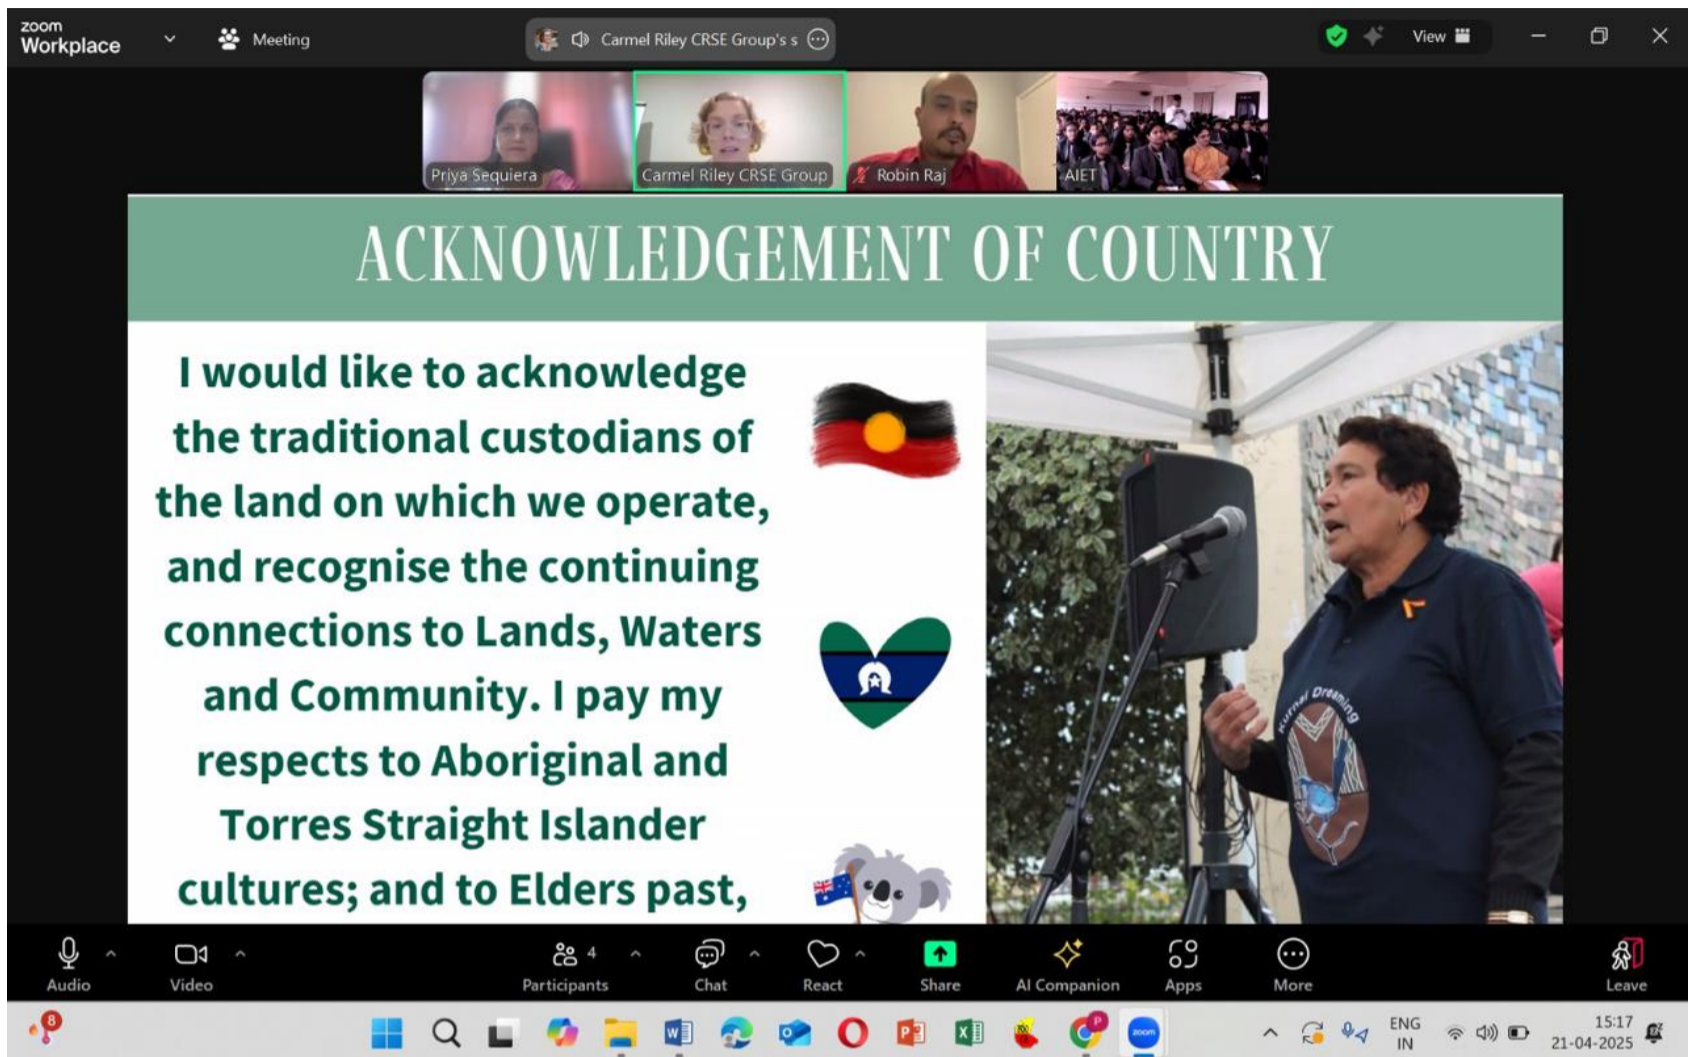 zoom
Workplace
Meeting
Carmel Riley CRSE Group's s
View
Priya Sequiera
Carmel Riley CRSE Group
Robin Raj
AIET
ACKNOWLEDGEMENT OF COUNTRY
I would like to acknowledge
the traditional custodians of
the land on which we operate,
and recognise the continuing
connections to Lands, Waters
and Community. I pay my
respects to Aboriginal and
Torres Straight Islander
cultures; and to Elders past,
Kurnai Dreaming
Audio
Video
4
Participants
Chat
React
Share
AI Companion
Apps
More
Leave
8
P
zoom
ENG
IN
15:17
21-04-2025